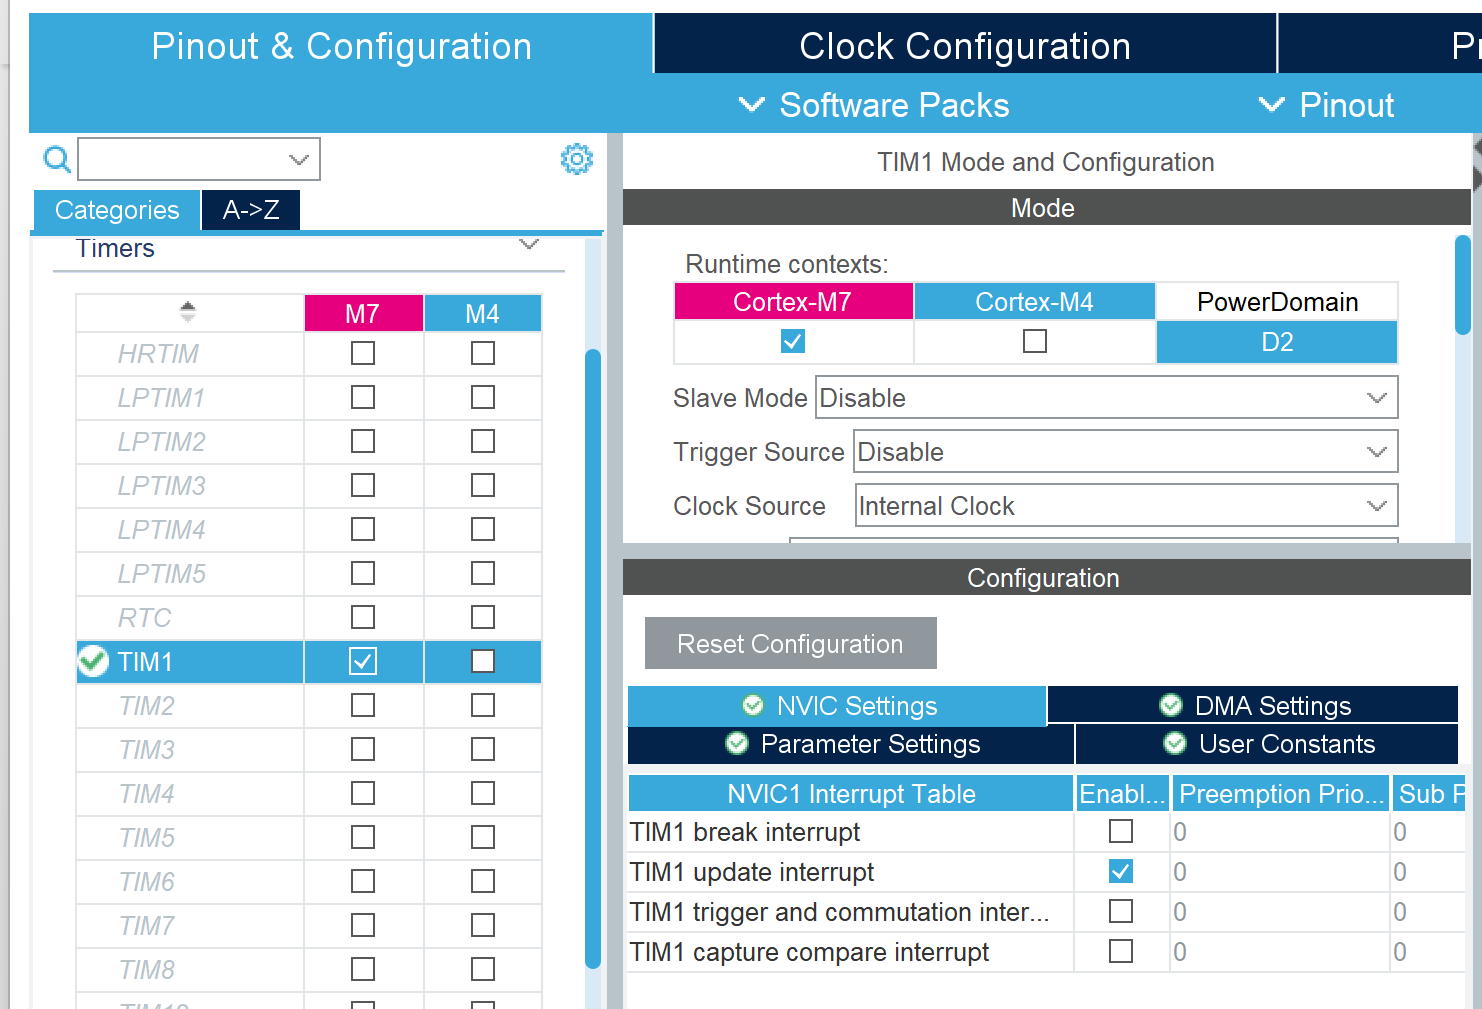 Pinout & Configuration
Clock Configuration
Software Packs
Pinout
Categories
A->Z
Timers
M7 M4
HRTIM
LPTIM1
LPTIM2
LPTIM3
LPTIM4
LPTIM5
RTC
TIM1
TIM2
TIM3
TIM4
TIM5
TIM6
TIM7
TIM8
TIM1 Mode and Configuration
Mode
Runtime contexts:
Cortex-M7 Cortex-M4 PowerDomain
D2
Slave Mode Disable
Trigger Source Disable
Clock Source Internal Clock
Configuration
Reset Configuration
NVIC Settings DMA Settings
Parameter Settings User Constants
NVIC1 Interrupt Table Enabl... Preemption Prio... Sub P
TIM1 break interrupt 0 0
TIM1 update interrupt 0 0
TIM1 trigger and commutation inter... 0 0
TIM1 capture compare interrupt 0 0